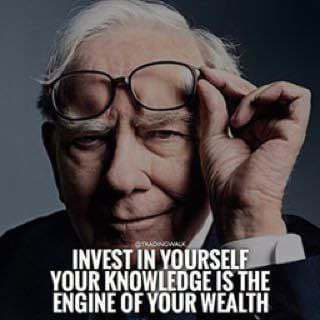 @TRADINGWALK
INVEST IN YOURSELF
YOUR KNOWLEDGE IS THE
ENGINE OF YOUR WEALTH